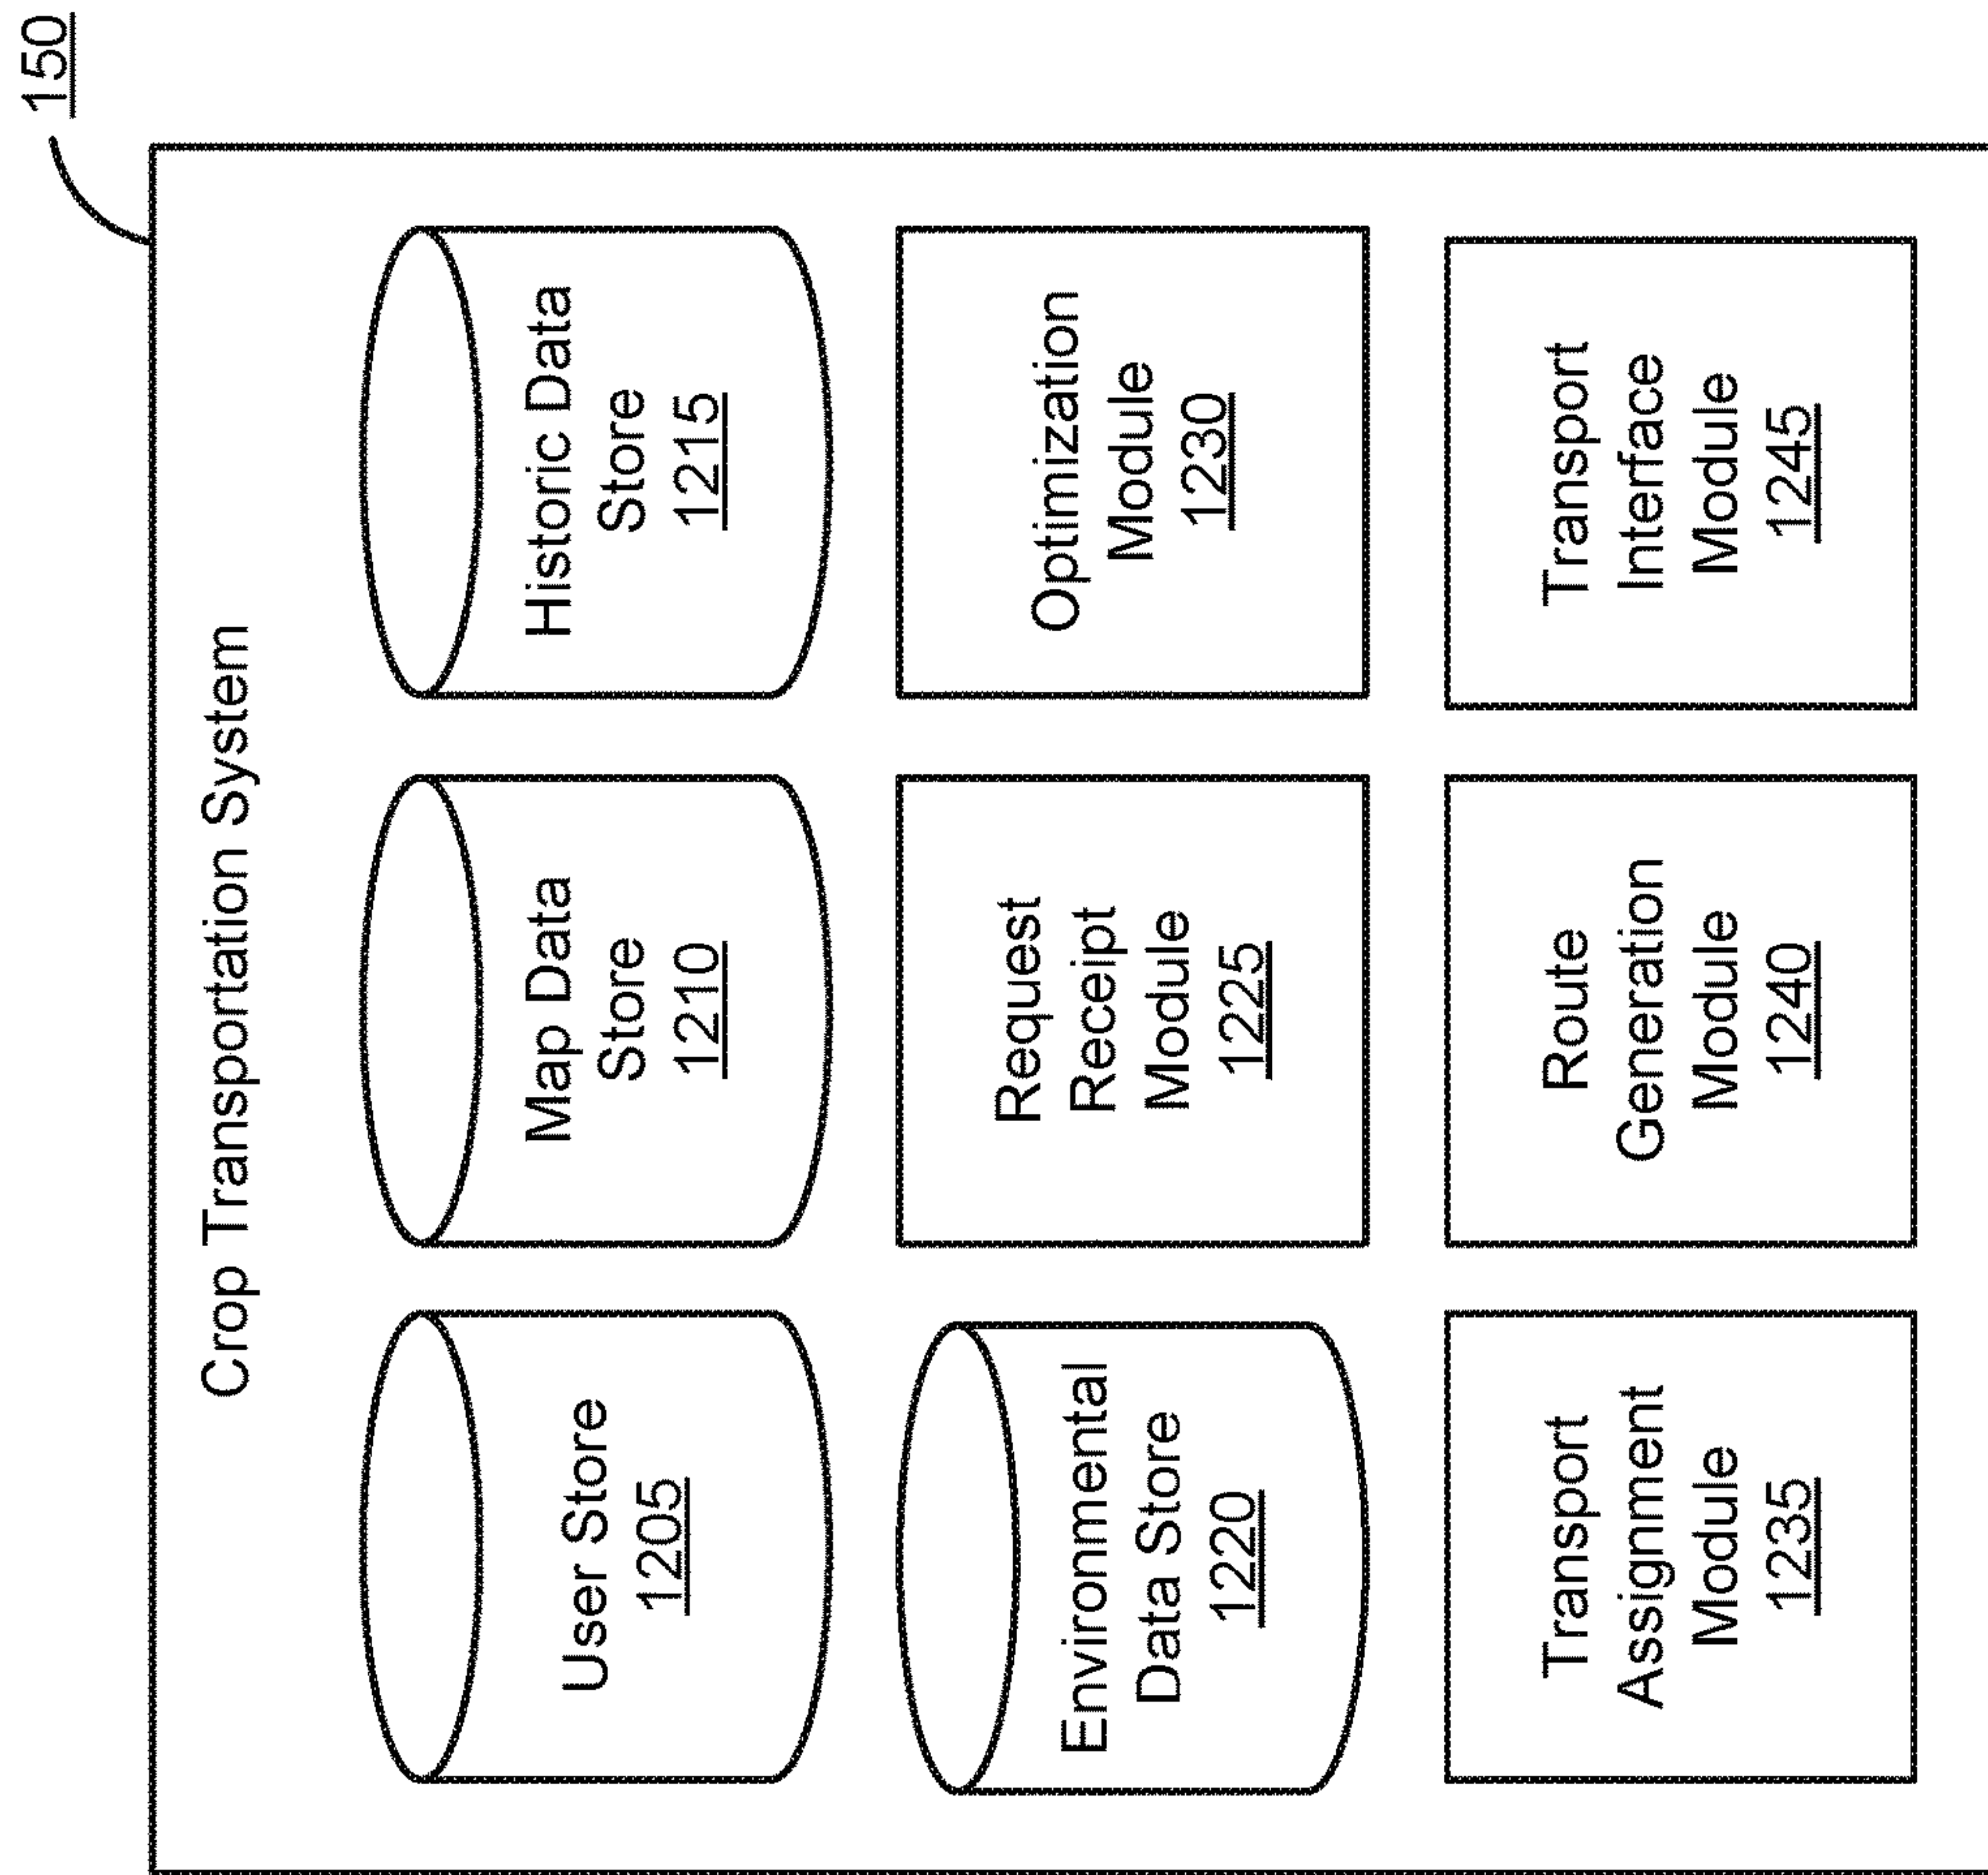 150
Crop Transportation System
User Store
1205
Map Data
Store
1210
Historic Data
Store
1215
Environmental
Data Store
1220
Request
Receipt
Module
1225
Optimization
Module
1230
Transport
Assignment
Module
1235
Route
Generation
Module
1240
Transport
Interface
Module
1245